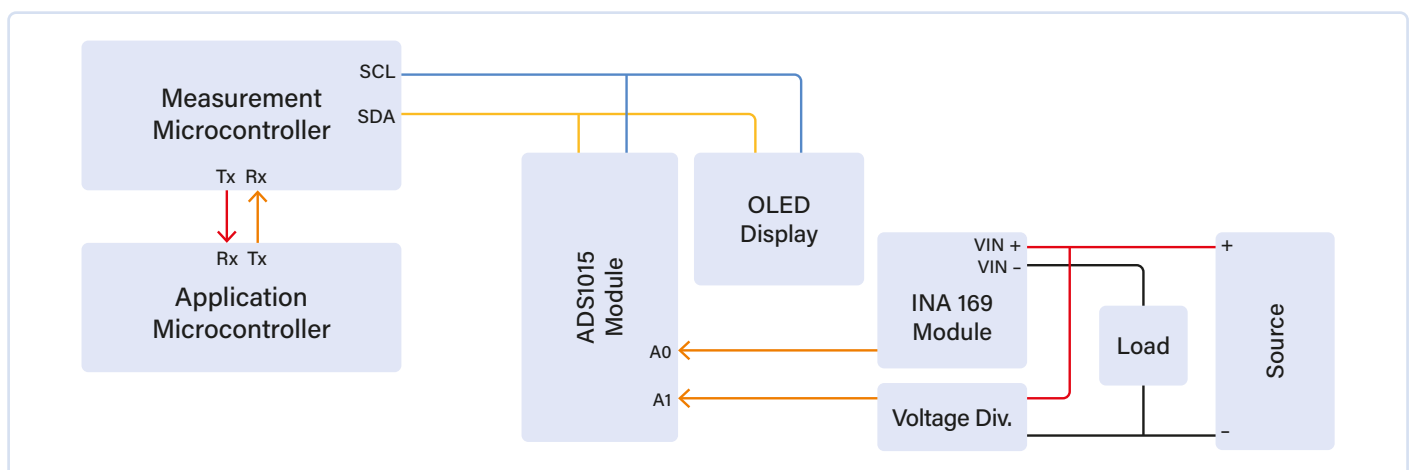 Measurement
Microcontroller
SCL
SDA
Tx Rx
Rx Tx
Application
Microcontroller
ADS1015
Module
A0
A1
OLED
Display
VIN +
VIN –
INA 169
Module
Voltage Div.
Load
+
Source
–